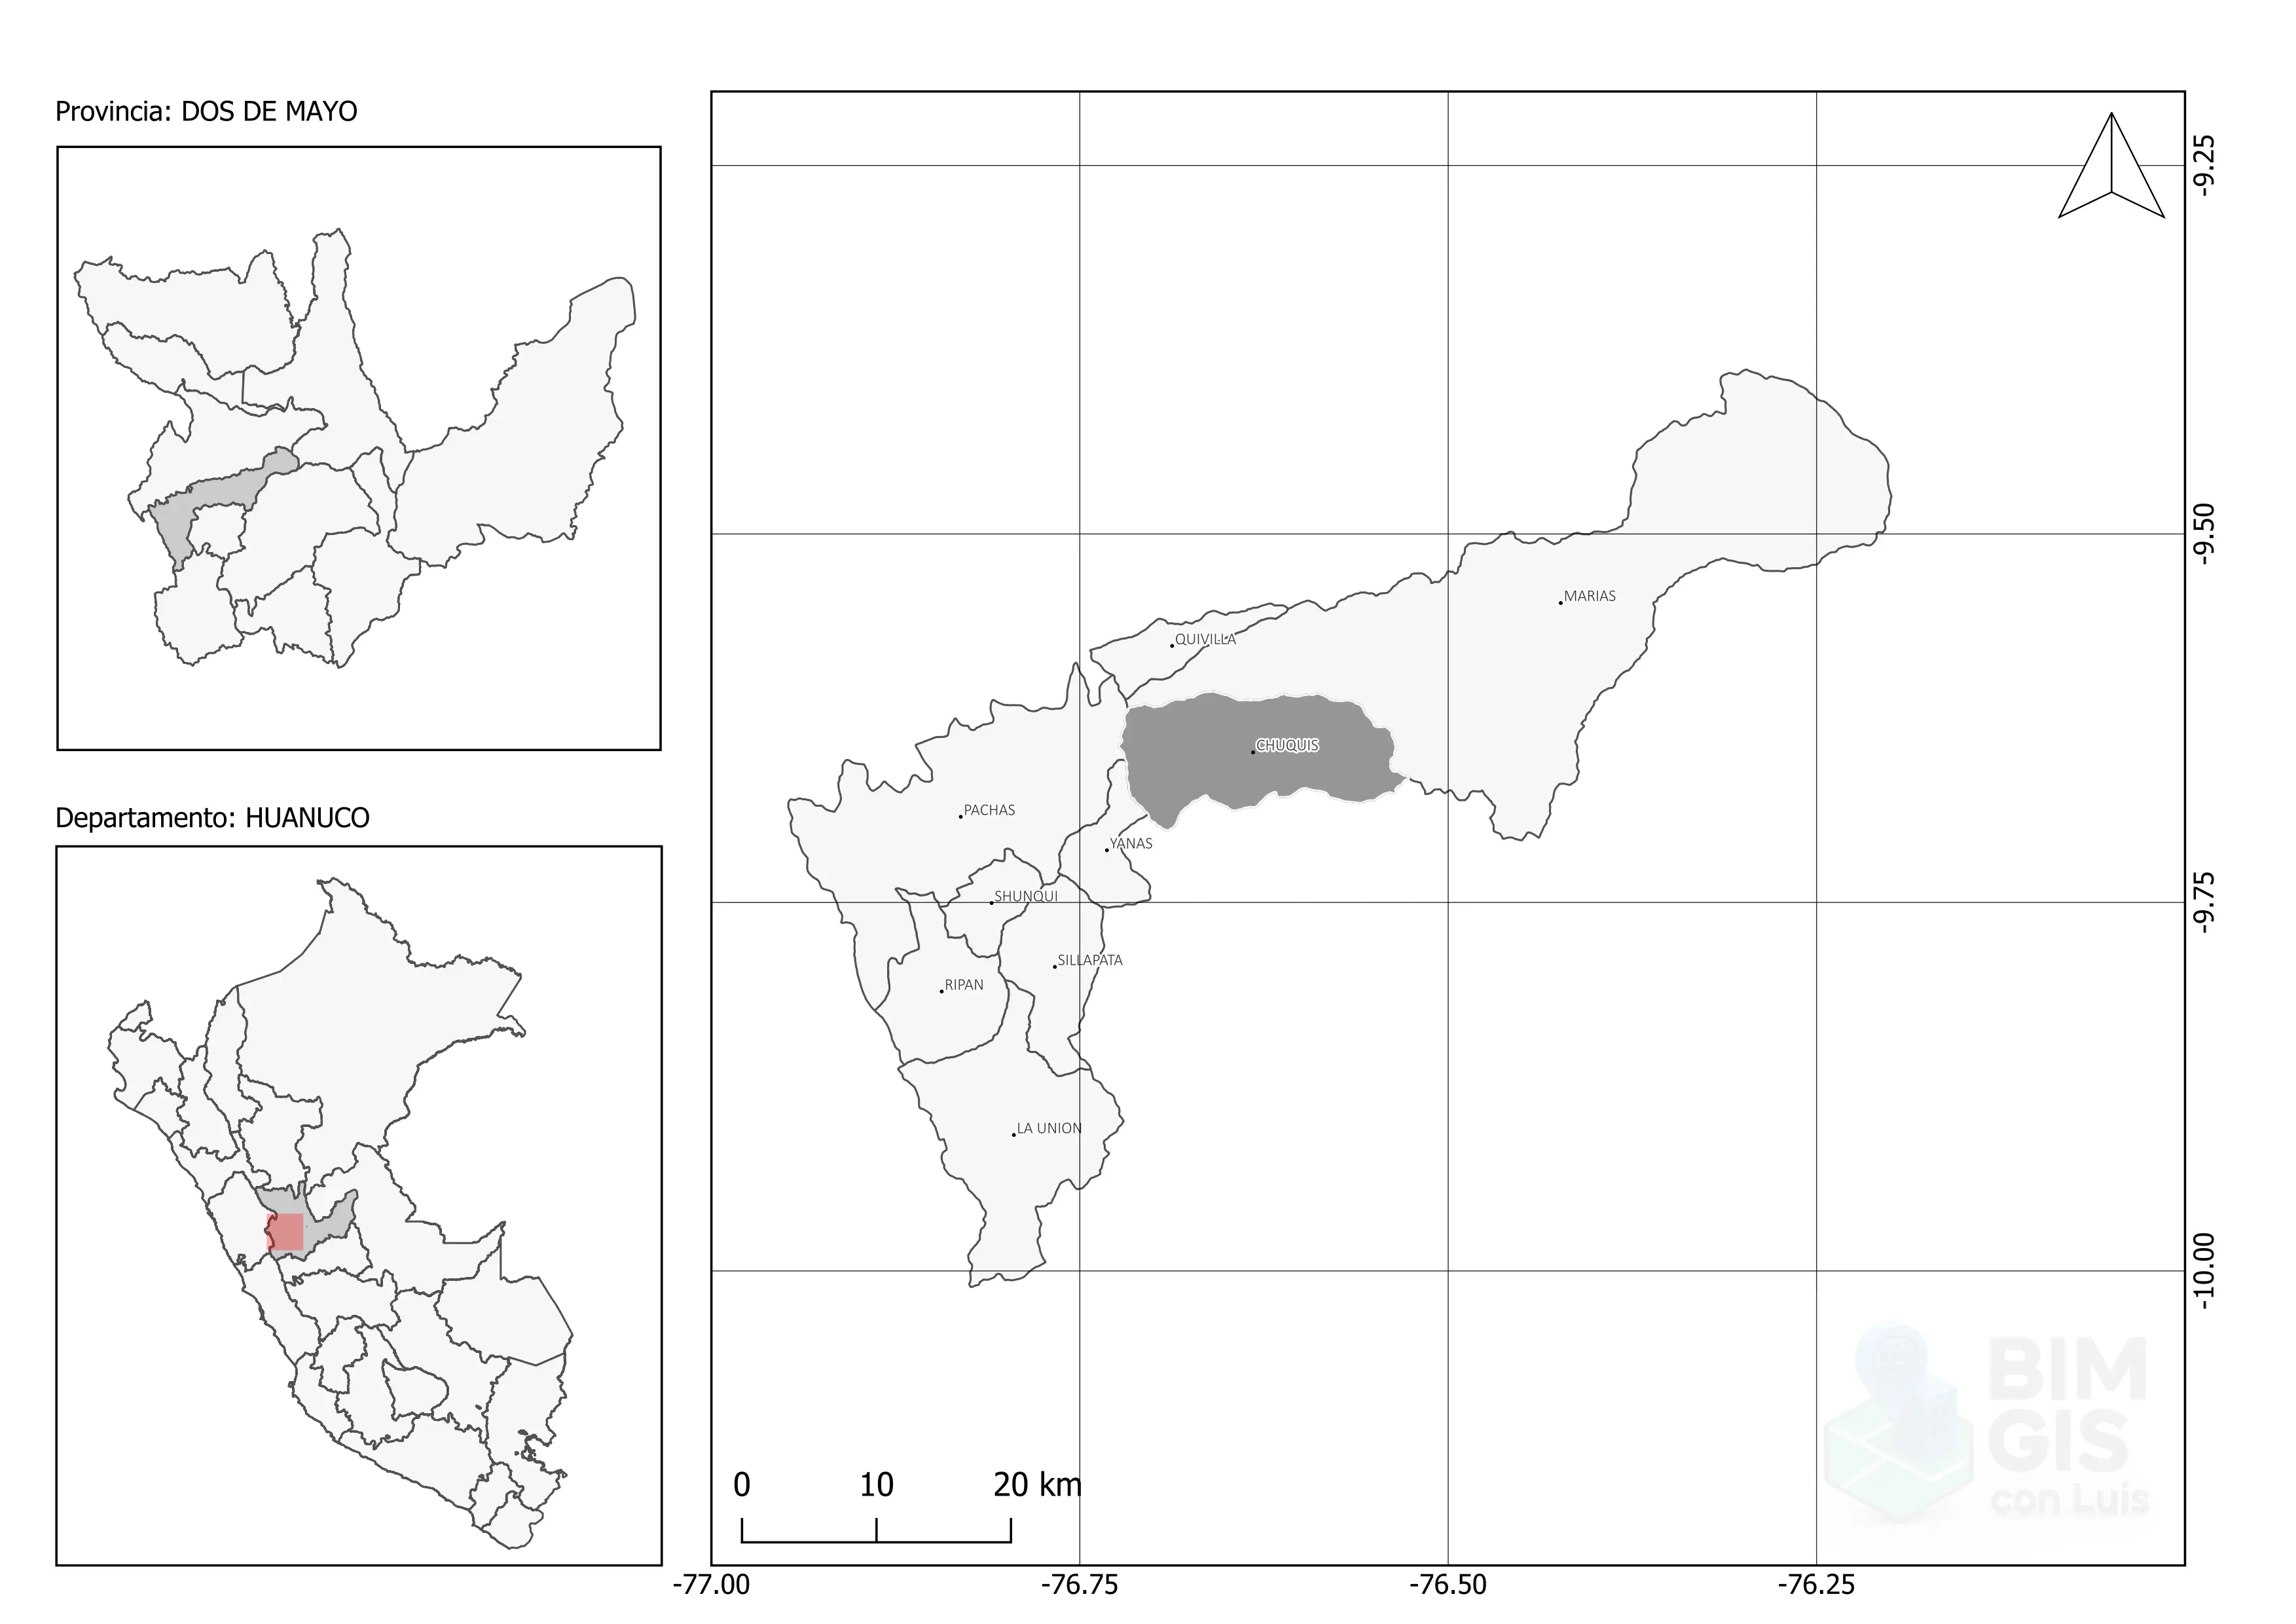 Provincia: DOS DE MAYO
Departamento: HUANUCO
MARIAS
QUIVILLA
CHUQUIS
PACHAS
YANAS
SHUNQUI
SILLAPATA
RIPAN
LA UNION
-9.25
-9.50
-9.75
-10.00
0 10 20 km
-77.00 -76.75 -76.50 -76.25
BIM
GIS
con Luis